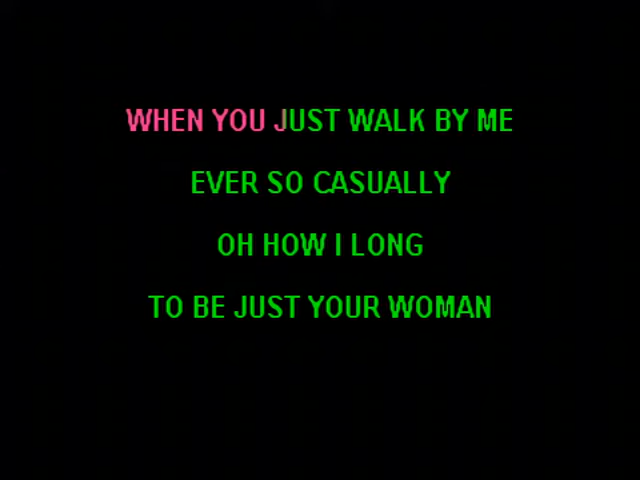 WHEN YOU JUST WALK BY ME
EVER SO CASUALLY
OH HOW I LONG
TO BE JUST YOUR WOMAN